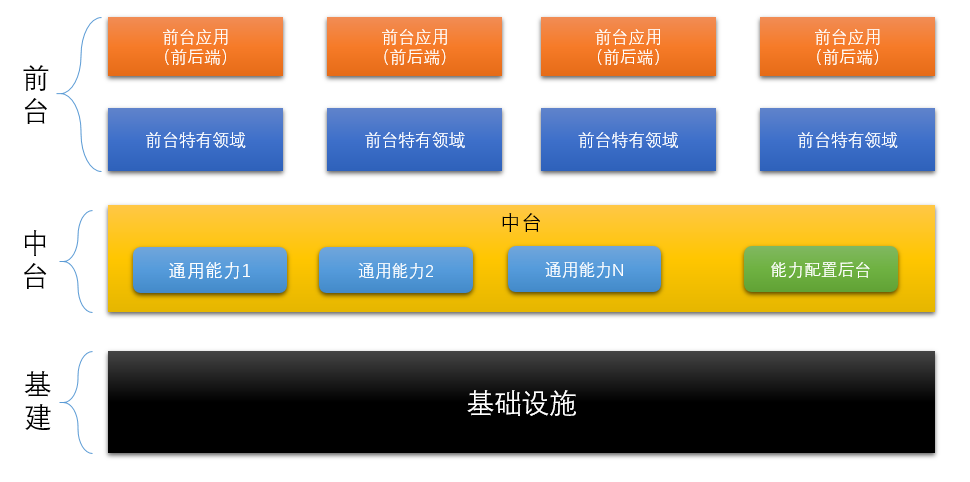 前台
前台应用
(前后端)
前台应用
(前后端)
前台应用
(前后端)
前台应用
(前后端)
前台特有领域
前台特有领域
前台特有领域
前台特有领域
中台
中台
通用能力1
通用能力2
通用能力N
能力配置后台
基建
基础设施